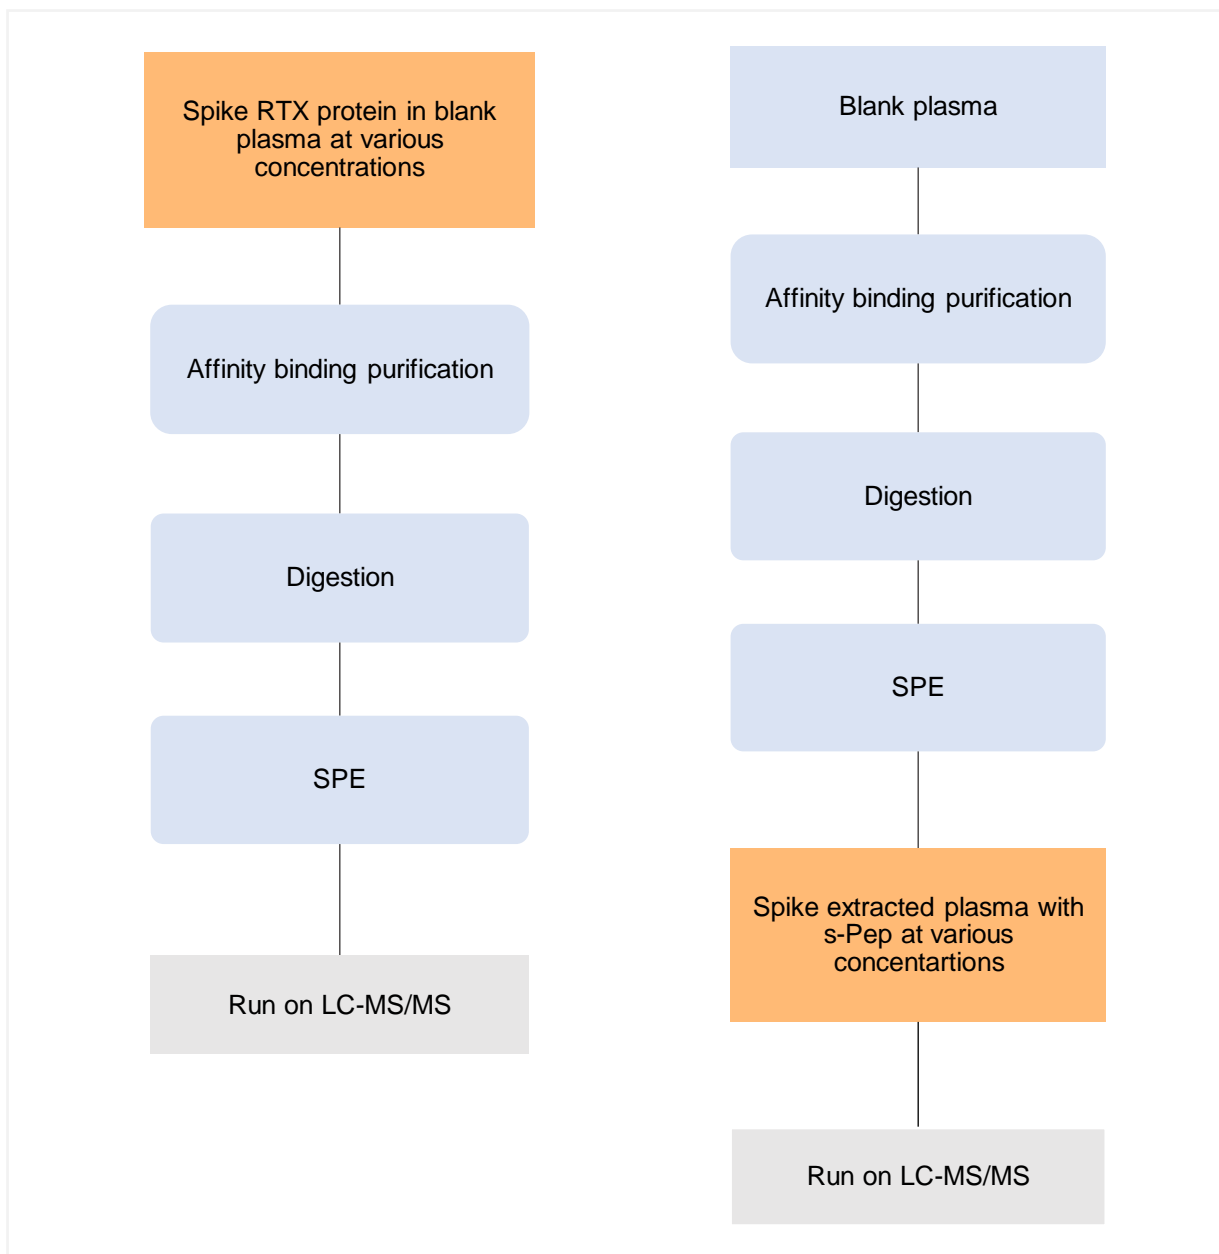 Spike RTX protein in blank
plasma at various
concentrations
Affinity binding purification
Digestion
SPE
Run on LC-MS/MS
Blank plasma
Affinity binding purification
Digestion
SPE
Spike extracted plasma with
s-Pep at various
concentartions
Run on LC-MS/MS